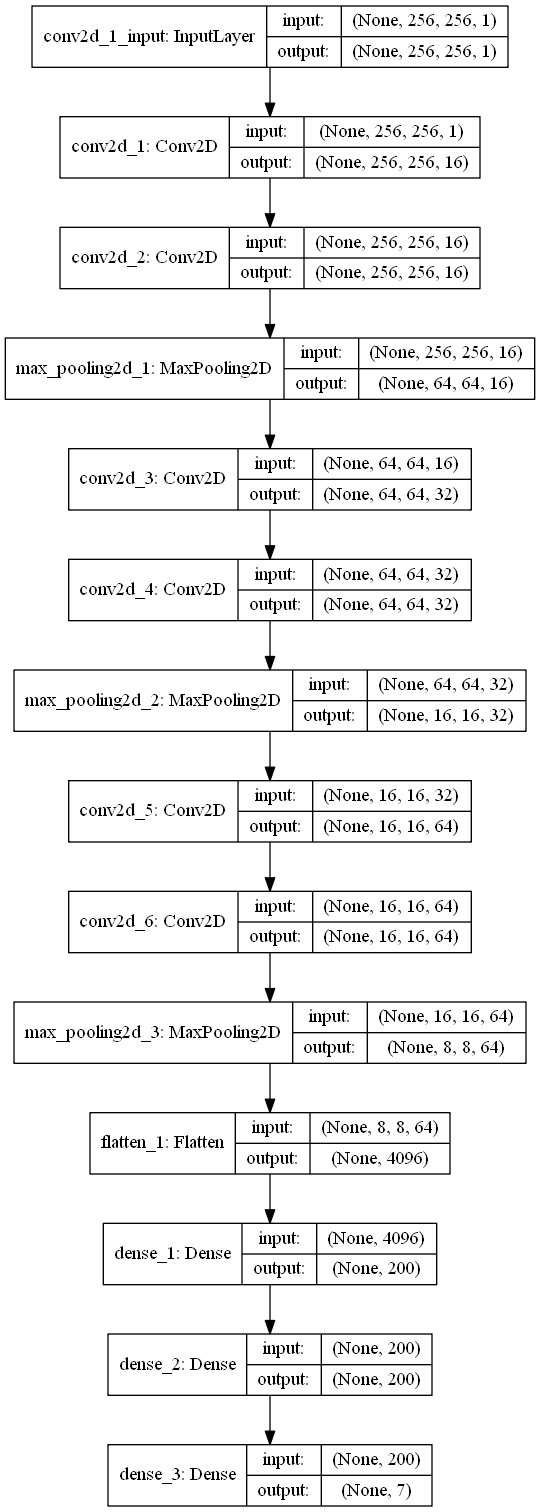 conv2d_1_input: InputLayer input: (None, 256, 256, 1)
output: (None, 256, 256, 1)
conv2d_1: Conv2D input: (None, 256, 256, 1)
output: (None, 256, 256, 16)
conv2d_2: Conv2D input: (None, 256, 256, 16)
output: (None, 256, 256, 16)
max_pooling2d_1: MaxPooling2D input: (None, 256, 256, 16)
output: (None, 64, 64, 16)
conv2d_3: Conv2D input: (None, 64, 64, 16)
output: (None, 64, 64, 32)
conv2d_4: Conv2D input: (None, 64, 64, 32)
output: (None, 64, 64, 32)
max_pooling2d_2: MaxPooling2D input: (None, 64, 64, 32)
output: (None, 16, 16, 32)
conv2d_5: Conv2D input: (None, 16, 16, 32)
output: (None, 16, 16, 64)
conv2d_6: Conv2D input: (None, 16, 16, 64)
output: (None, 16, 16, 64)
max_pooling2d_3: MaxPooling2D input: (None, 16, 16, 64)
output: (None, 8, 8, 64)
flatten_1: Flatten input: (None, 8, 8, 64)
output: (None, 4096)
dense_1: Dense input: (None, 4096)
output: (None, 200)
dense_2: Dense input: (None, 200)
output: (None, 200)
dense_3: Dense input: (None, 200)
output: (None, 7)